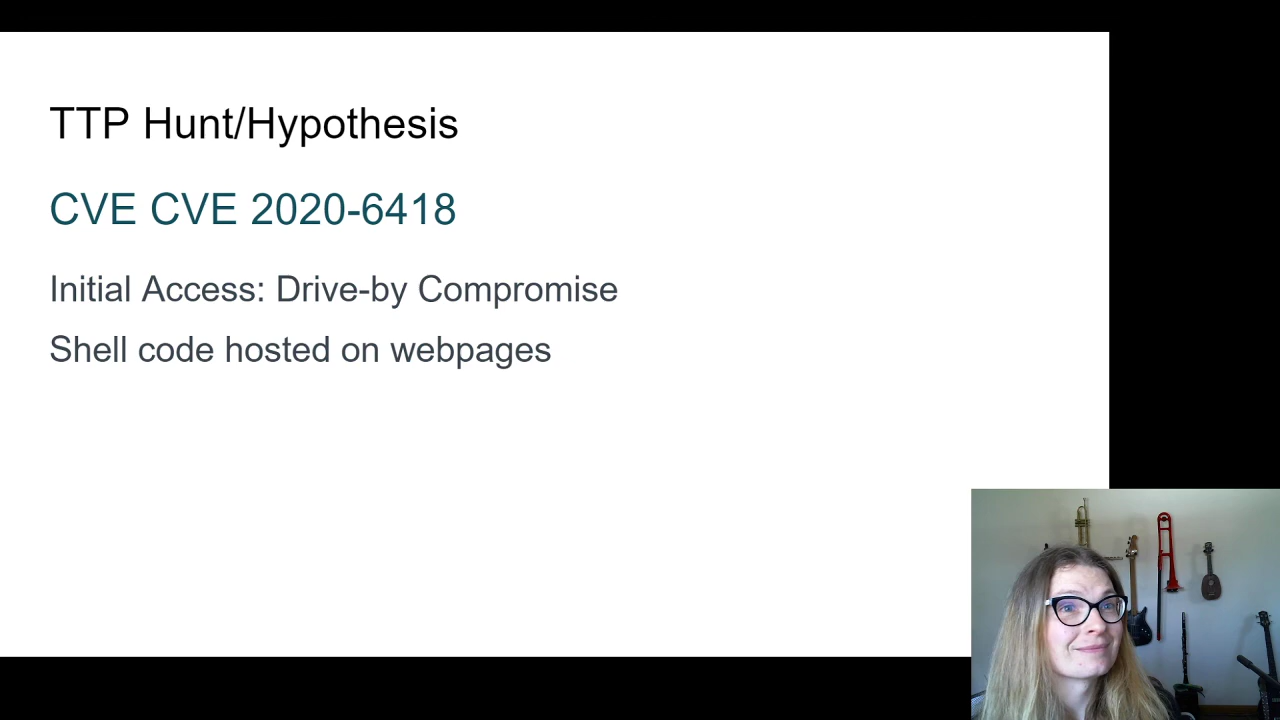 TTP Hunt/Hypothesis
CVE CVE 2020-6418
Initial Access: Drive-by Compromise
Shell code hosted on webpages